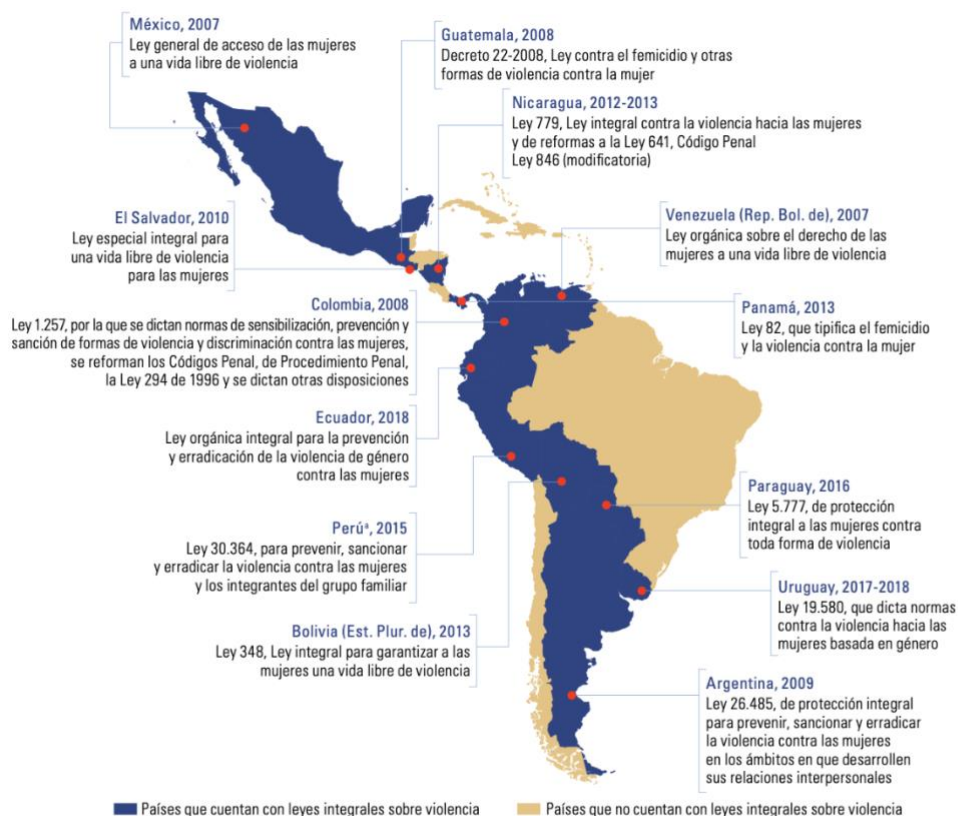 México, 2007
Ley general de acceso de las mujeres
a una vida libre de violencia
Guatemala, 2008
Decreto 22-2008, Ley contra el femicidio y otras
formas de violencia contra la mujer
Nicaragua, 2012-2013
Ley 779, Ley integral contra la violencia hacia las mujeres
y de reformas a la Ley 641, Código Penal
Ley 846 (modificatoria)
El Salvador, 2010
Ley especial integral para
una vida libre de violencia
para las mujeres
Venezuela (Rep. Bol. de), 2007
Ley orgánica sobre el derecho de las
mujeres a una vida libre de violencia
Colombia, 2008
Ley 1.257, por la que se dictan normas de sensibilización, prevención y
sanción de formas de violencia y discriminación contra las mujeres,
se reforman los Códigos Penal, de Procedimiento Penal,
la Ley 294 de 1996 y se dictan otras disposiciones
Panamá, 2013
Ley 82, que tipifica el femicidio
y la violencia contra la mujer
Ecuador, 2018
Ley orgánica integral para la prevención
y erradicación de la violencia de género
contra las mujeres
Paraguay, 2016
Ley 5.777, de protección
integral a las mujeres contra
toda forma de violencia
Perúª, 2015
Ley 30.364, para prevenir, sancionar
y erradicar la violencia contra las mujeres
y los integrantes del grupo familiar
Uruguay, 2017-2018
Ley 19.580, que dicta normas
contra la violencia hacia las
mujeres basada en género
Bolivia (Est. Plur. de), 2013
Ley 348, Ley integral para garantizar a las
mujeres una vida libre de violencia
Argentina, 2009
Ley 26.485, de protección integral
para prevenir, sancionar y erradicar
la violencia contra las mujeres
en los ámbitos en que desarrollen
sus relaciones interpersonales
Países que cuentan con leyes integrales sobre violencia
Países que no cuentan con leyes integrales sobre violencia